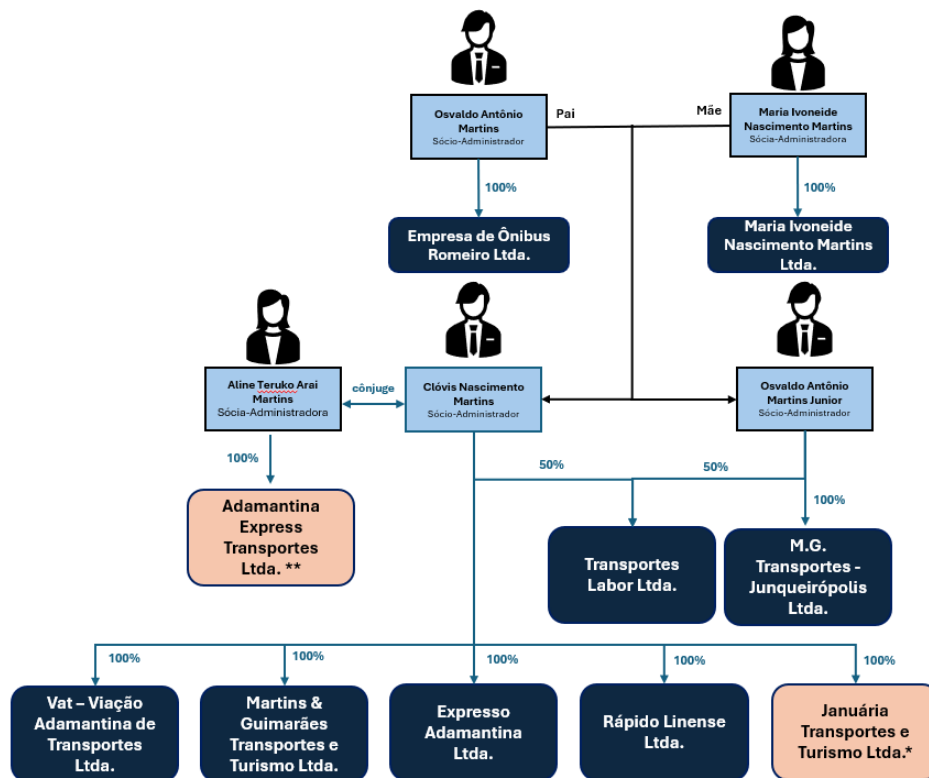 Osvaldo Antônio
Martins
Sócio-Administrador
Pai
Mãe
Maria Ivoneide
Nascimento Martins
Sócia-Administradora
100%
100%
Empresa de Ônibus
Romeiro Ltda.
Maria Ivoneide
Nascimento Martins
Ltda.
Aline Teruko Arai
Martins
Sócia-Administradora
cônjuge
Clóvis Nascimento
Martins
Sócio-Administrador
Osvaldo Antônio
Martins Junior
Sócio-Administrador
100%
50%
50%
100%
Adamantina
Express
Transportes
Ltda. **
Transportes
Labor Ltda.
M.G.
Transportes -
Junqueirópolis
Ltda.
100%
100%
100%
100%
100%
Vat – Viação
Adamantina de
Transportes
Ltda.
Martins &
Guimarães
Transportes e
Turismo Ltda.
Expresso
Adamantina
Ltda.
Rápido Linense
Ltda.
Januária
Transportes e
Turismo Ltda.*